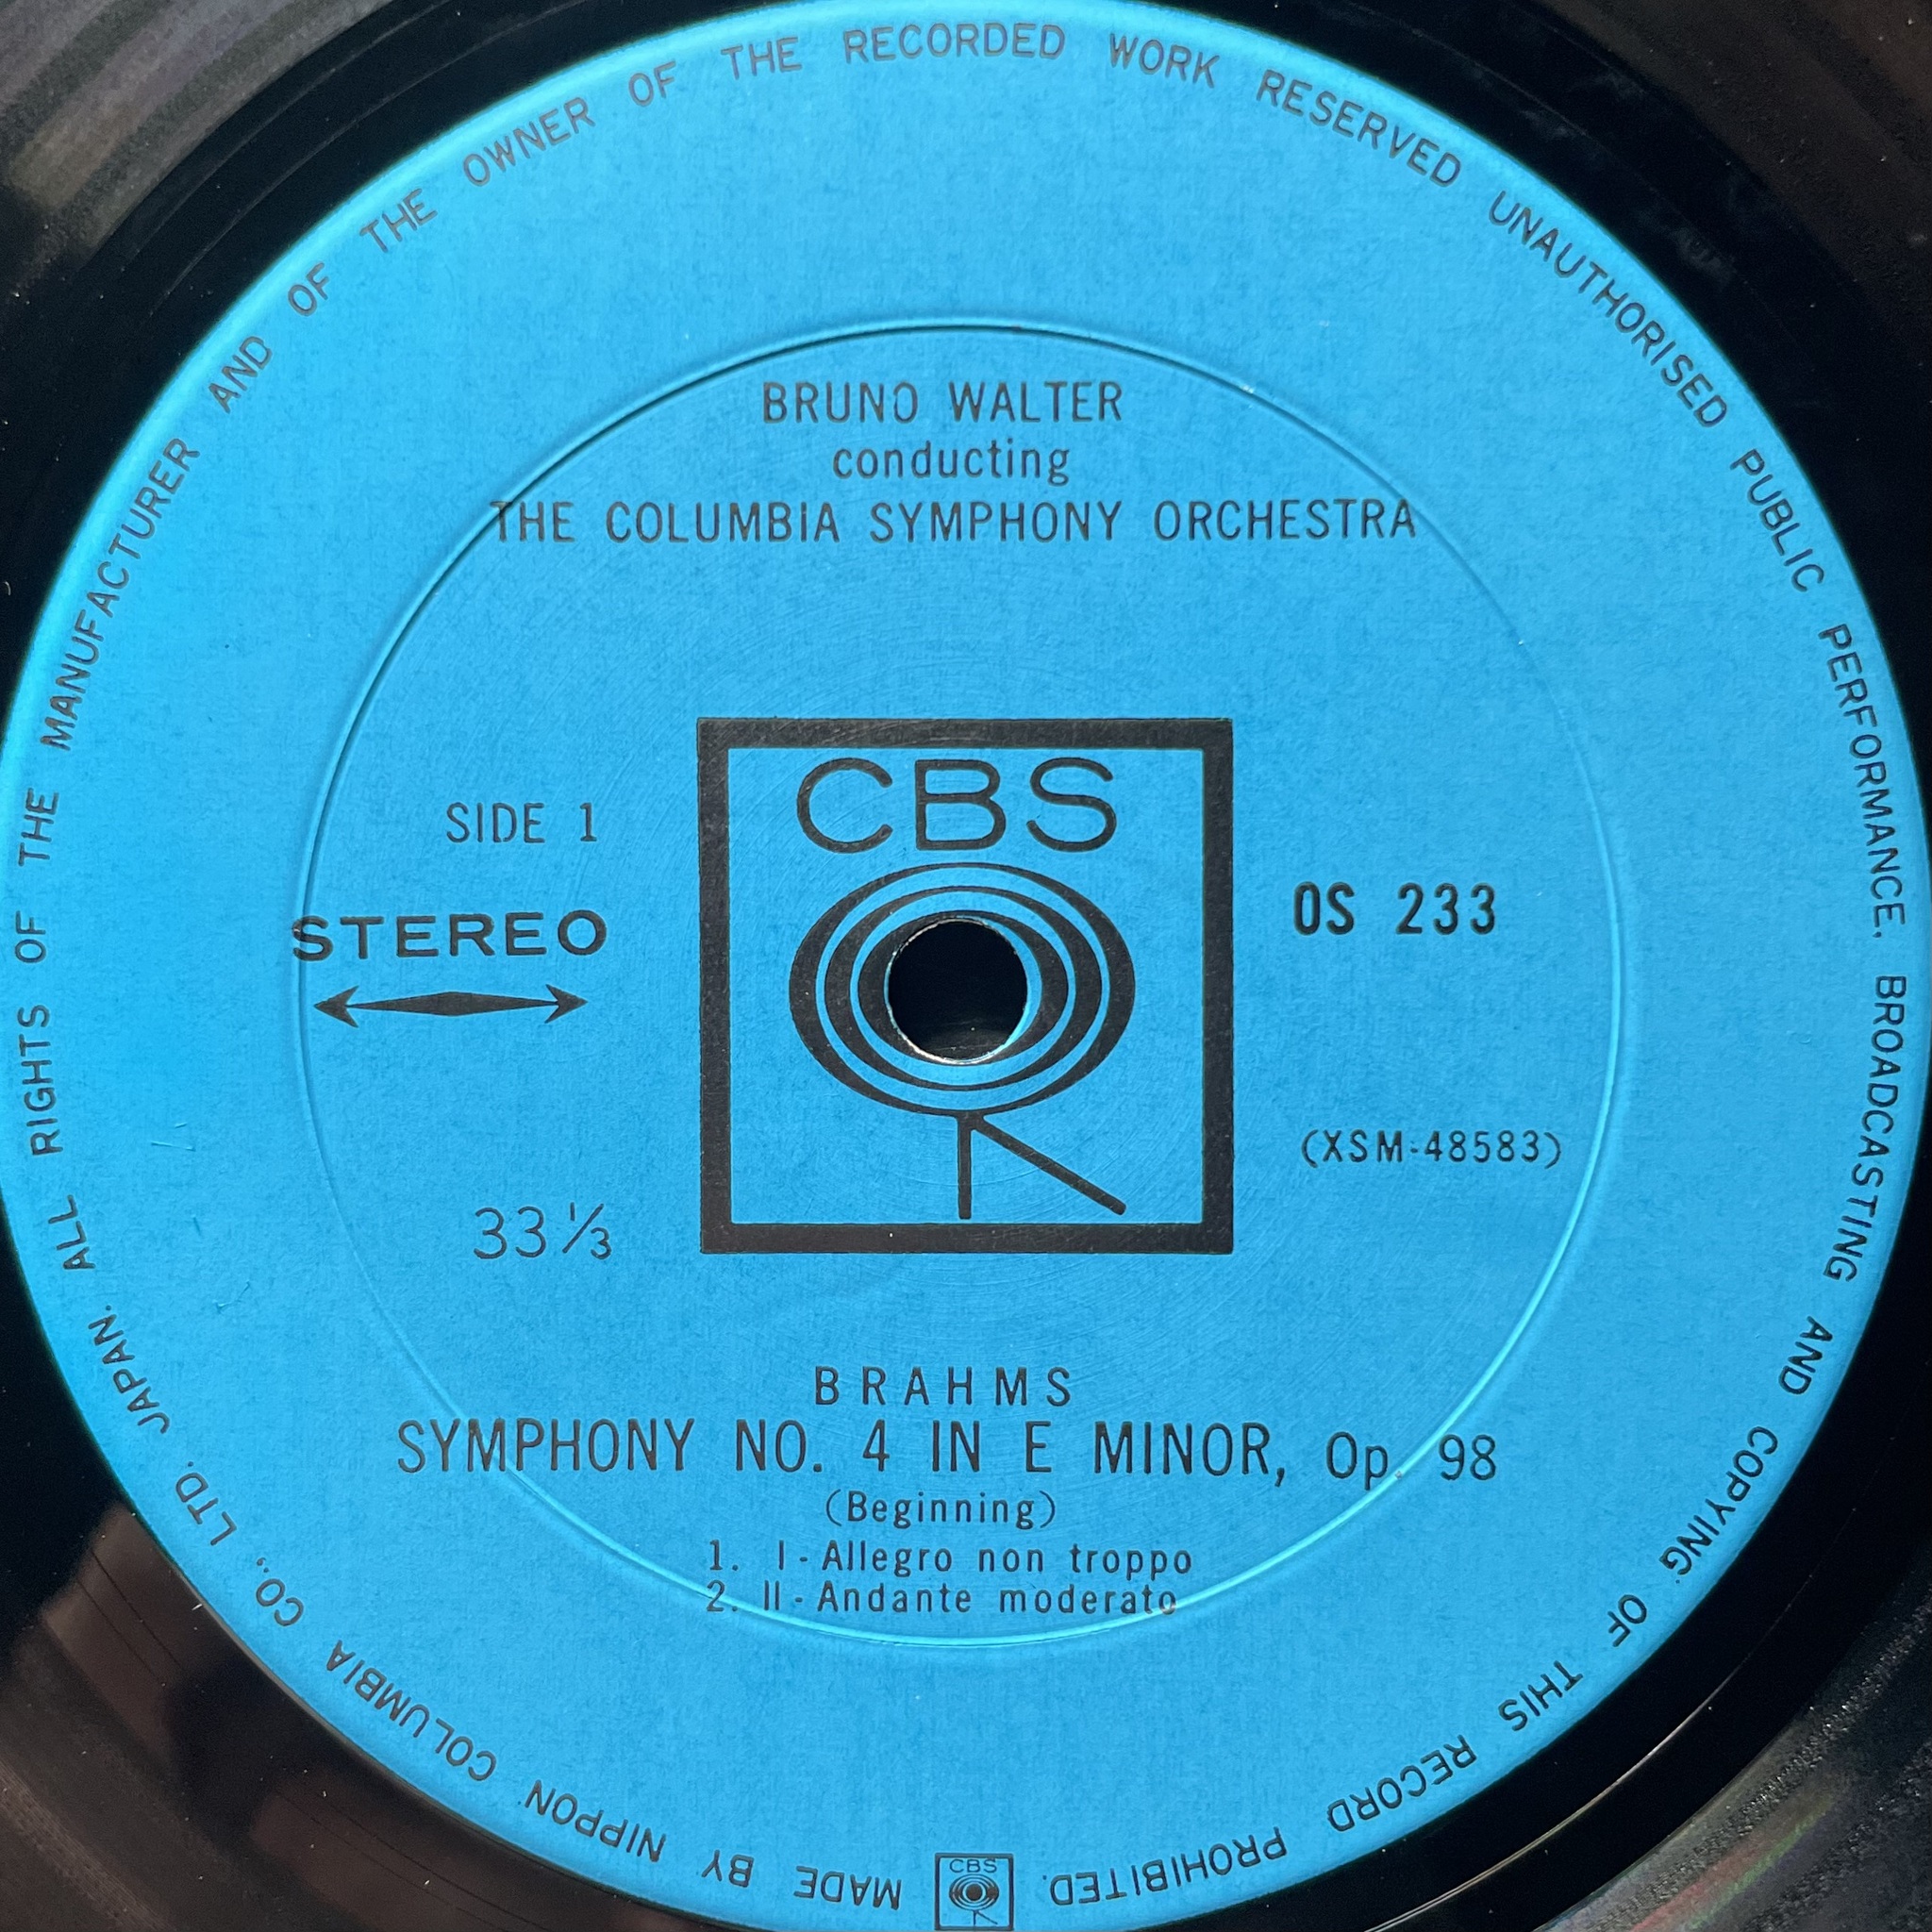 MADE BY NIPPON COLUMBIA CO., LTD. JAPAN. ALL RIGHTS OF THE MANUFACTURER AND OF THE OWNER OF THE RECORDED WORK RESERVED UNAUTHORISED PUBLIC PERFORMANCE, BROADCASTING AND COPYING OF THIS RECORD PROHIBITED.
BRUNO WALTER
conducting
THE COLUMBIA SYMPHONY ORCHESTRA
CBS
SIDE 1
STEREO
OS 233
(XSM-48583)
33⅓
BRAHMS
SYMPHONY NO. 4 IN E MINOR, Op. 98
(Beginning)
1. I - Allegro non troppo
2. II - Andante moderato
CBS